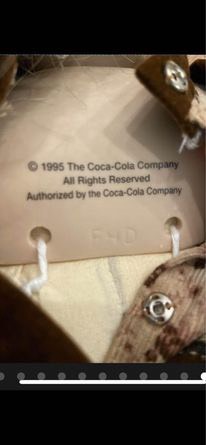 © 1995 The Coca-Cola Company
All Rights Reserved
Authorized by the Coca-Cola Company